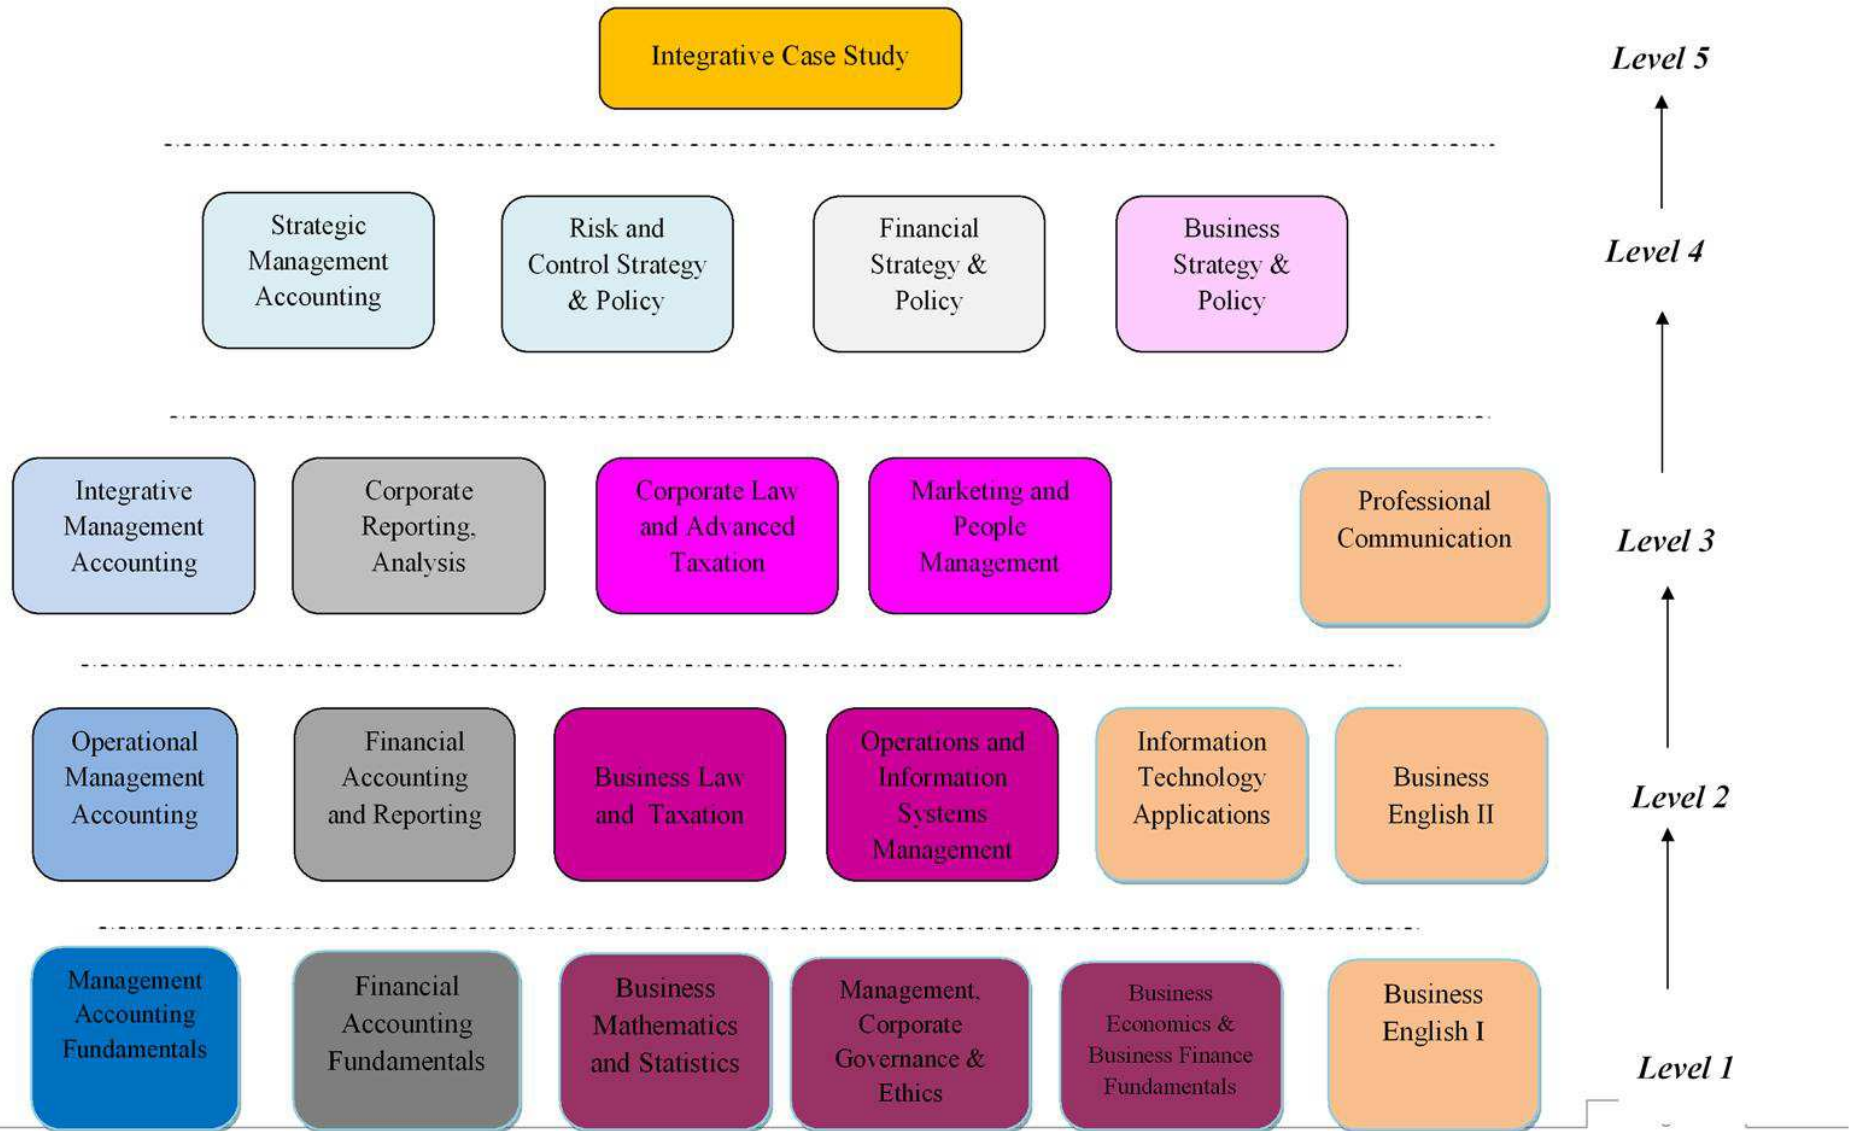 Integrative Case Study
Level 5
Strategic
Management
Accounting
Risk and
Control Strategy
& Policy
Financial
Strategy &
Policy
Business
Strategy &
Policy
Level 4
Integrative
Management
Accounting
Corporate
Reporting,
Analysis
Corporate Law
and Advanced
Taxation
Marketing and
People
Management
Professional
Communication
Level 3
Operational
Management
Accounting
Financial
Accounting
and Reporting
Business Law
and Taxation
Operations and
Information
Systems
Management
Information
Technology
Applications
Business
English II
Level 2
Management
Accounting
Fundamentals
Financial
Accounting
Fundamentals
Business
Mathematics
and Statistics
Management,
Corporate
Governance &
Ethics
Business
Economics &
Business Finance
Fundamentals
Business
English I
Level 1